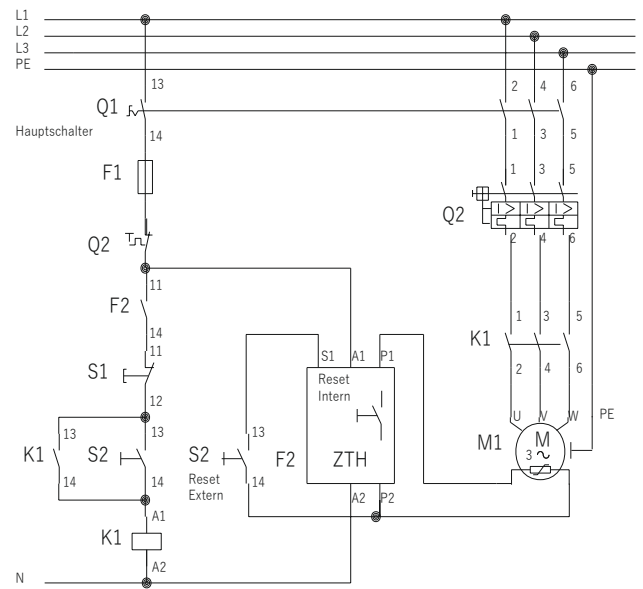 L1
L2
L3
PE
13
2
4
6
Q1
Hauptschalter
14
1
3
5
F1
1
3
5
Q2
Q2
2
4
6
11
F2
14
1
3
5
K1
11
S1
S1
A1
P1
Reset
Intern
2
4
6
12
U
V
W
PE
13
13
13
M1
M
3
K1
S2
S2
F2
ZTH
Reset
Extern
14
14
14
A2
P2
A1
K1
A2
N